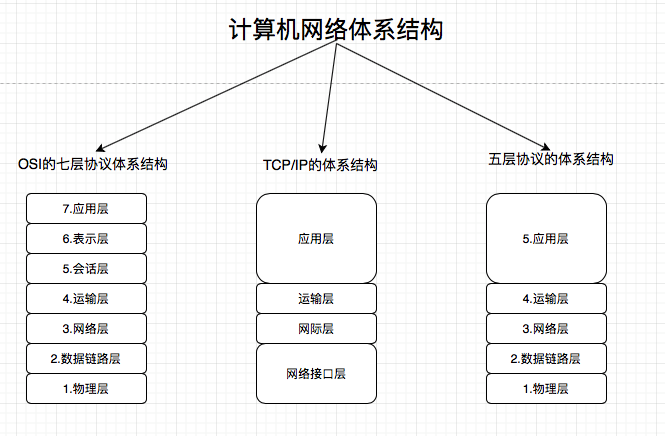 计算机网络体系结构
OSI的七层协议体系结构
TCP/IP的体系结构
五层协议的体系结构
7.应用层
6.表示层
5.会话层
4.运输层
3.网络层
2.数据链路层
1.物理层
应用层
运输层
网际层
网络接口层
5.应用层
4.运输层
3.网络层
2.数据链路层
1.物理层